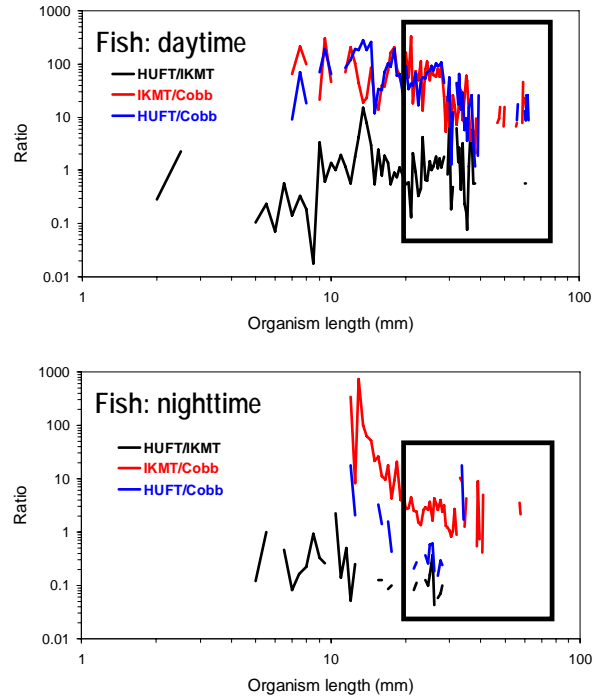 Fish: daytime
HUFT/IKMT
IKMT/Cobb
HUFT/Cobb
Ratio
1000
100
10
1
0.1
0.01
1 10 100
Organism length (mm)
Fish: nighttime
HUFT/IKMT
IKMT/Cobb
HUFT/Cobb
Ratio
1000
100
10
1
0.1
0.01
1 10 100
Organism length (mm)